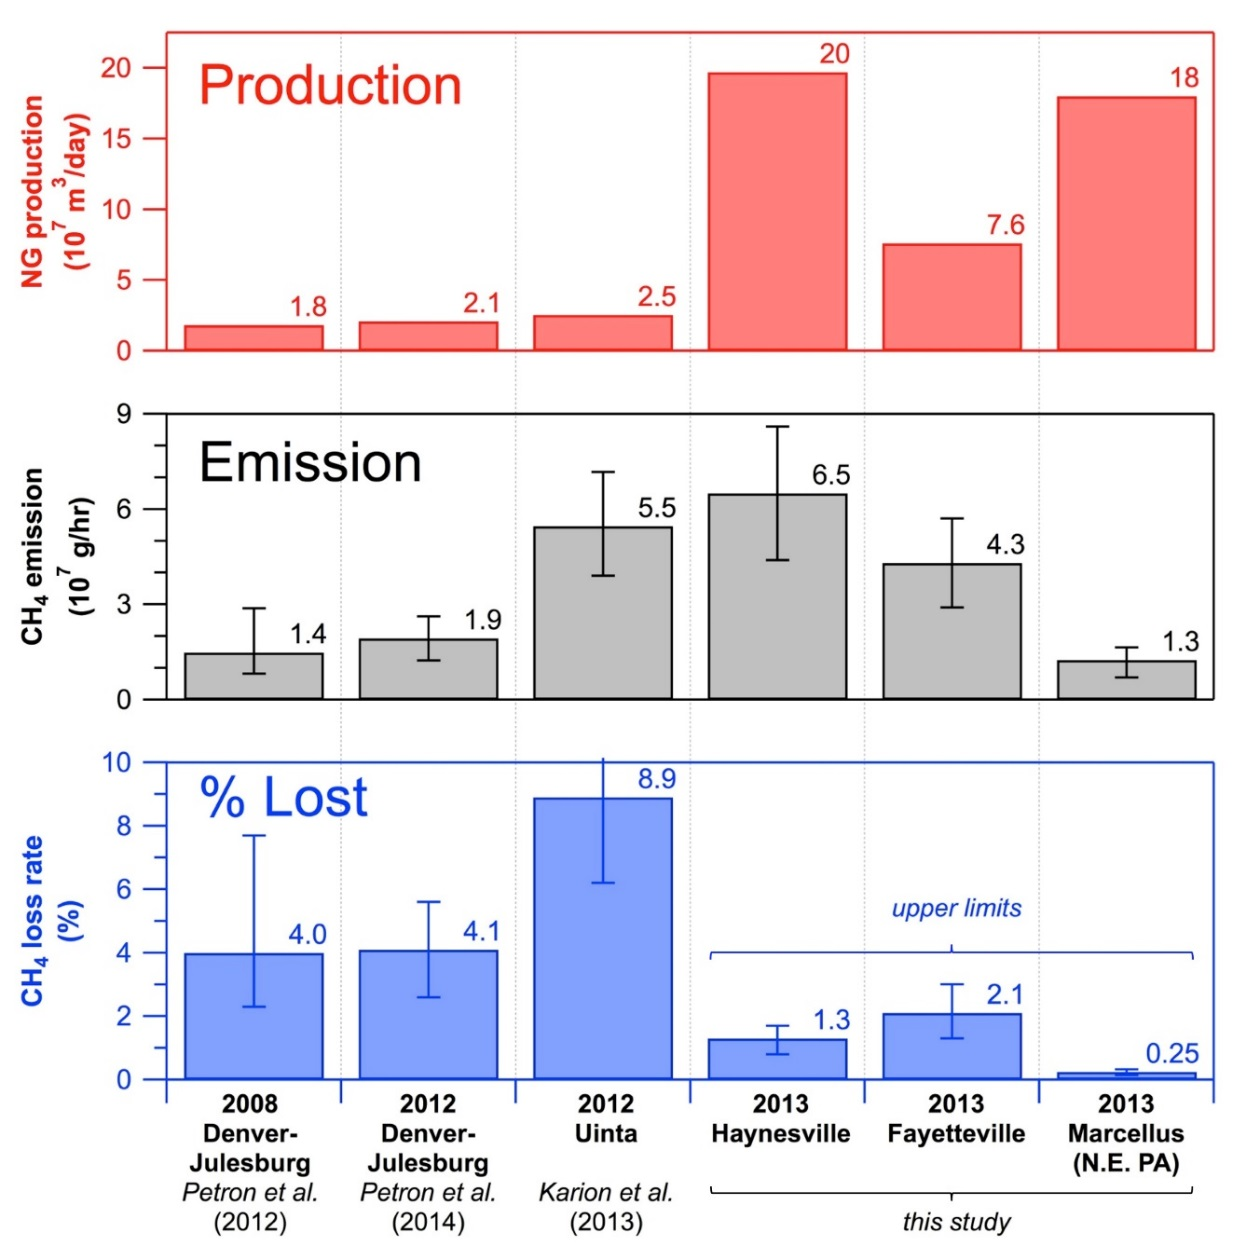 Production
NG production
(10⁷ m³/day)
20
15
10
5
0
1.8
2.1
2.5
20
7.6
18
Emission
CH₄ emission
(10⁷ g/hr)
9
6
3
0
1.4
1.9
5.5
6.5
4.3
1.3
% Lost
CH₄ loss rate
(%)
10
8
6
4
2
0
4.0
4.1
8.9
upper limits
1.3
2.1
0.25
2008
Denver-
Julesburg
Petron et al.
(2012)
2012
Denver-
Julesburg
Petron et al.
(2014)
2012
Uinta
Karion et al.
(2013)
2013
Haynesville
2013
Fayetteville
2013
Marcellus
(N.E. PA)
this study